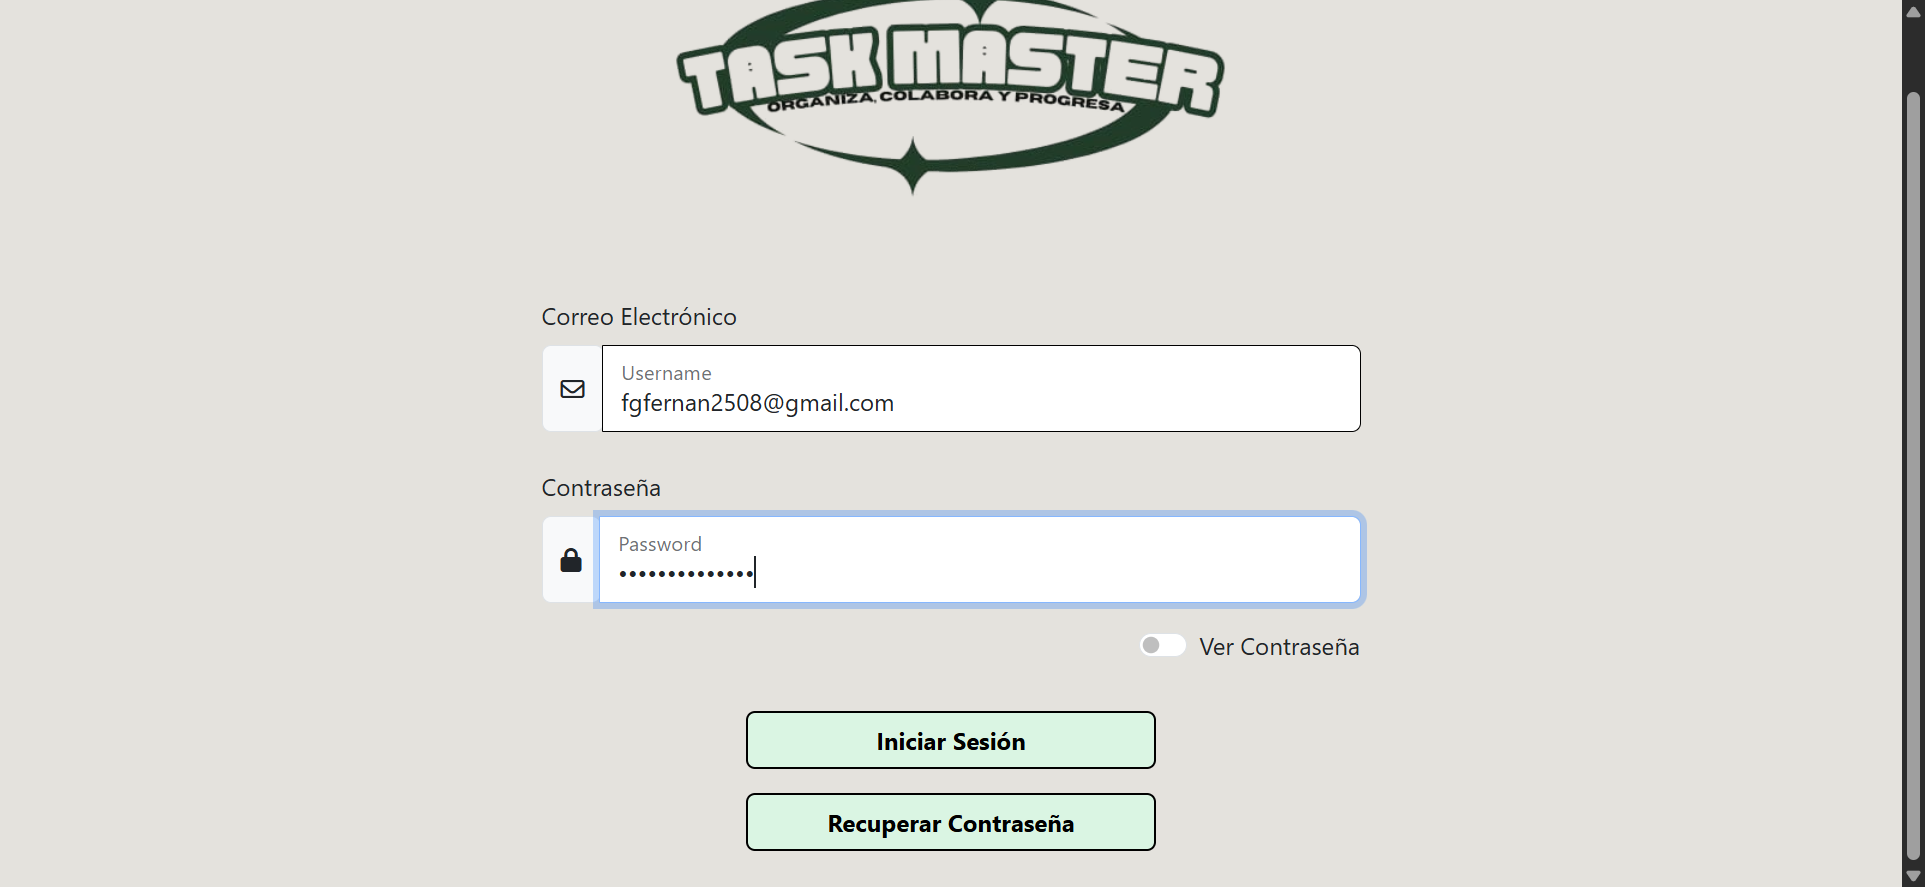 TASK MASTER
ORGANIZA, COLABORA Y PROGRESA
Correo Electrónico
Username
fgfernan2508@gmail.com
Contraseña
Password
••••••••••••••
Ver Contraseña
Iniciar Sesión
Recuperar Contraseña